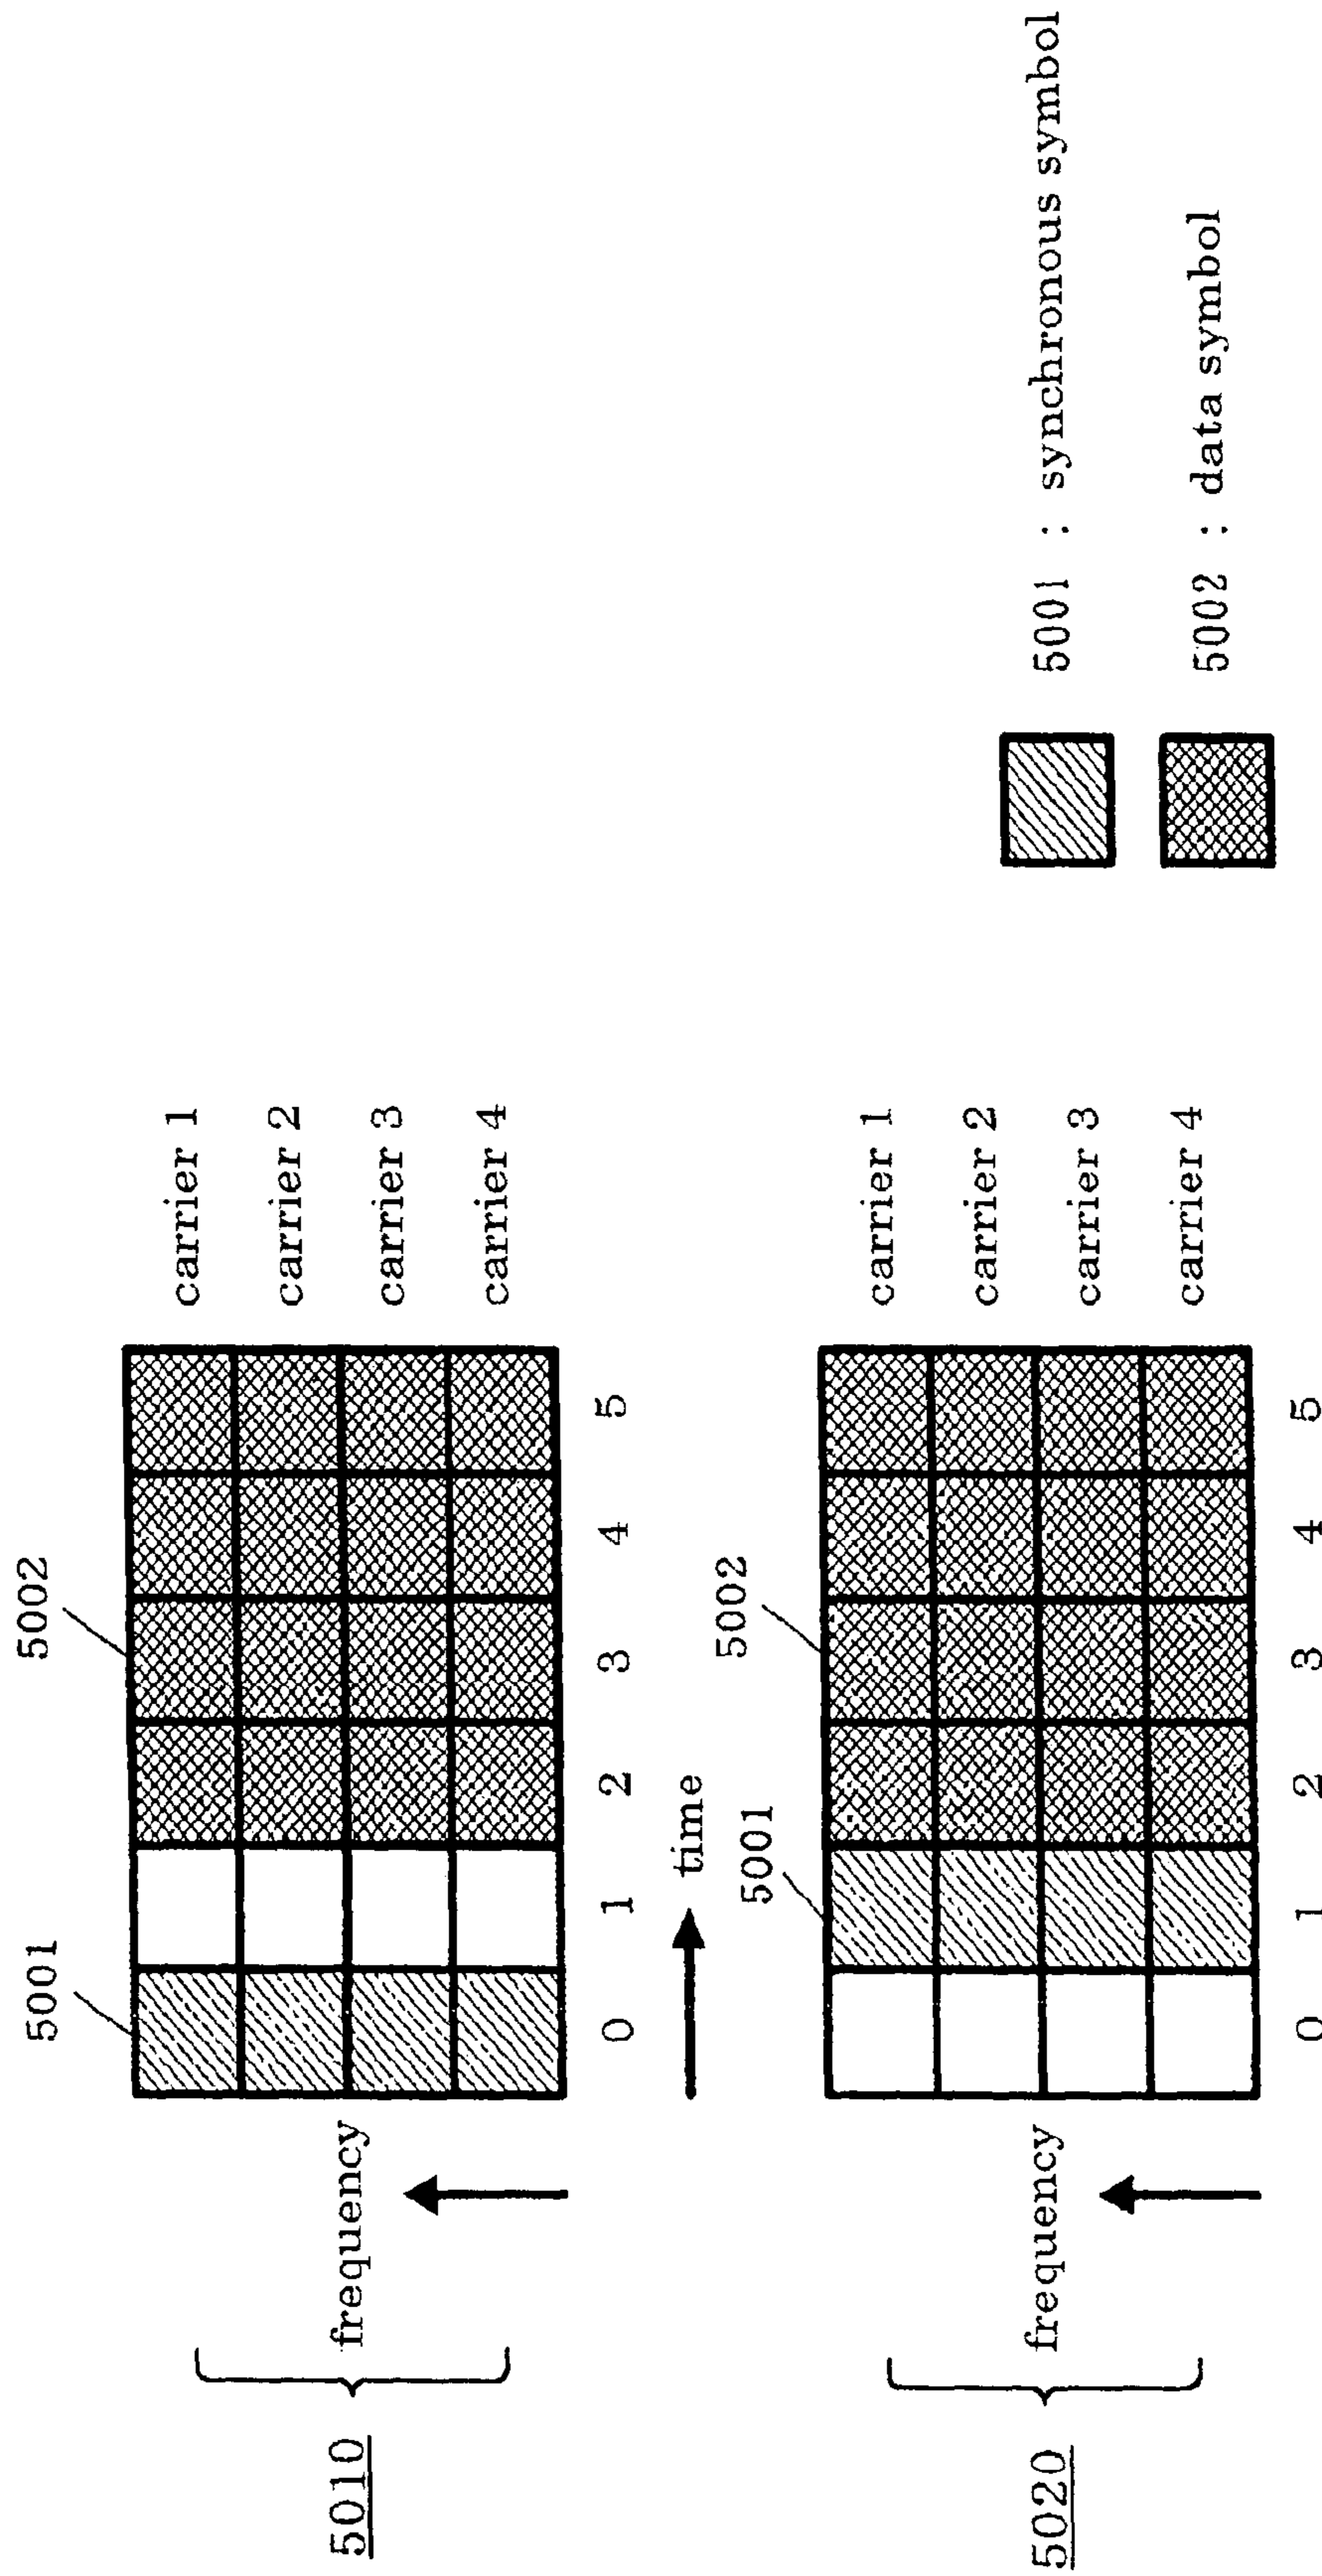 5001
5002
5010
frequency
carrier 1
carrier 2
carrier 3
carrier 4
0 1 2 3 4 5
time
5001
5002
5020
frequency
carrier 1
carrier 2
carrier 3
carrier 4
0 1 2 3 4 5
5001 : synchronous symbol
5002 : data symbol